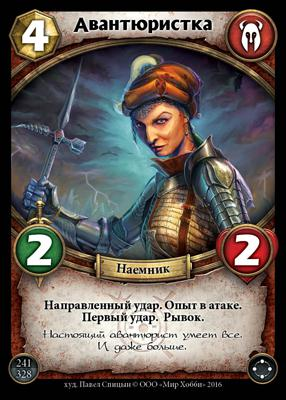 4
Авантюристка
2
2
Наемник
Направленный удар. Опыт в атаке.
Первый удар. Рывок.
Настоящий авантюрист умеет все.
И даже больше.
241
328
худ. Павел Спицын © ООО «Мир Хобби» 2016